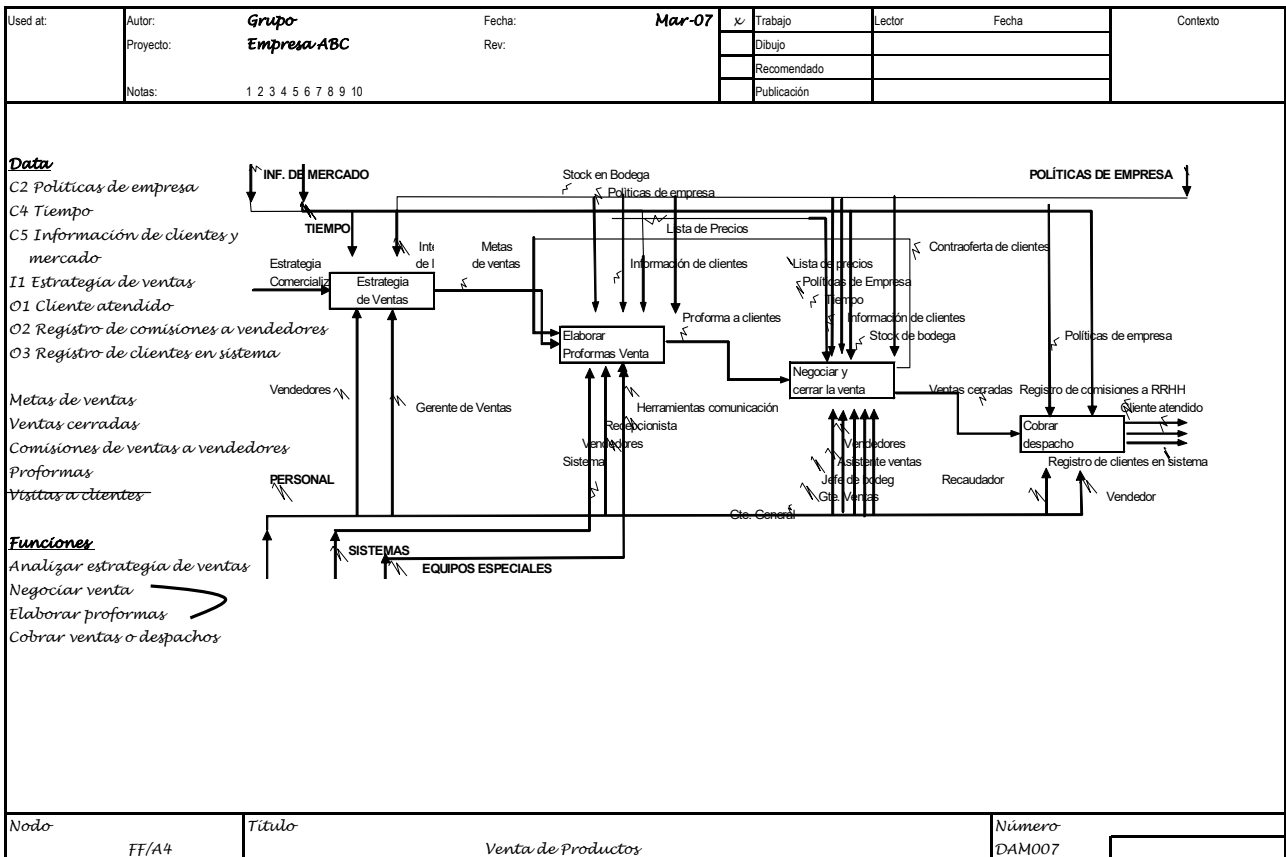 Used at:
Autor: Grupo Fecha: Mar-07 x Trabajo Lector Fecha Contexto
Proyecto: Empresa ABC Rev: Dibujo
Recomendado
Notas: 1 2 3 4 5 6 7 8 9 10 Publicación
Data
C2 Políticas de empresa
C4 Tiempo
C5 Información de clientes y
mercado
I1 Estrategia de ventas
O1 Cliente atendido
O2 Registro de comisiones a vendedores
O3 Registro de clientes en sistema
Metas de ventas
Ventas cerradas
Comisiones de ventas a vendedores
Proformas
Visitas a clientes
Funciones
Analizar estrategia de ventas
Negociar venta
Elaborar proformas
Cobrar ventas o despachos
INF. DE MERCADO
TIEMPO
Stock en Bodega
Políticas de empresa
POLÍTICAS DE EMPRESA
Lista de Precios
Estrategia
Comercializ
Estrategia
de Ventas
Metas
de ventas
Información de clientes
Contraoferta de clientes
Lista de precios
Políticas de Empresa
Tiempo
Información de clientes
Stock de bodega
Proforma a clientes
Elaborar
Proformas Venta
Negociar y
cerrar la venta
Políticas de empresa
Vendedores
Gerente de Ventas
Herramientas comunicación
Recepcionista
Vendedores
Sistema
Ventas cerradas
Registro de comisiones a RRHH
Cliente atendido
Cobrar
despacho
Registro de clientes en sistema
Vendedores
Asistente ventas
Jefe de bodeg
Gte. Ventas
Gte. General
Recaudador
Vendedor
PERSONAL
SISTEMAS
EQUIPOS ESPECIALES
Nodo Título Número
FF/A4 Venta de Productos DAM007